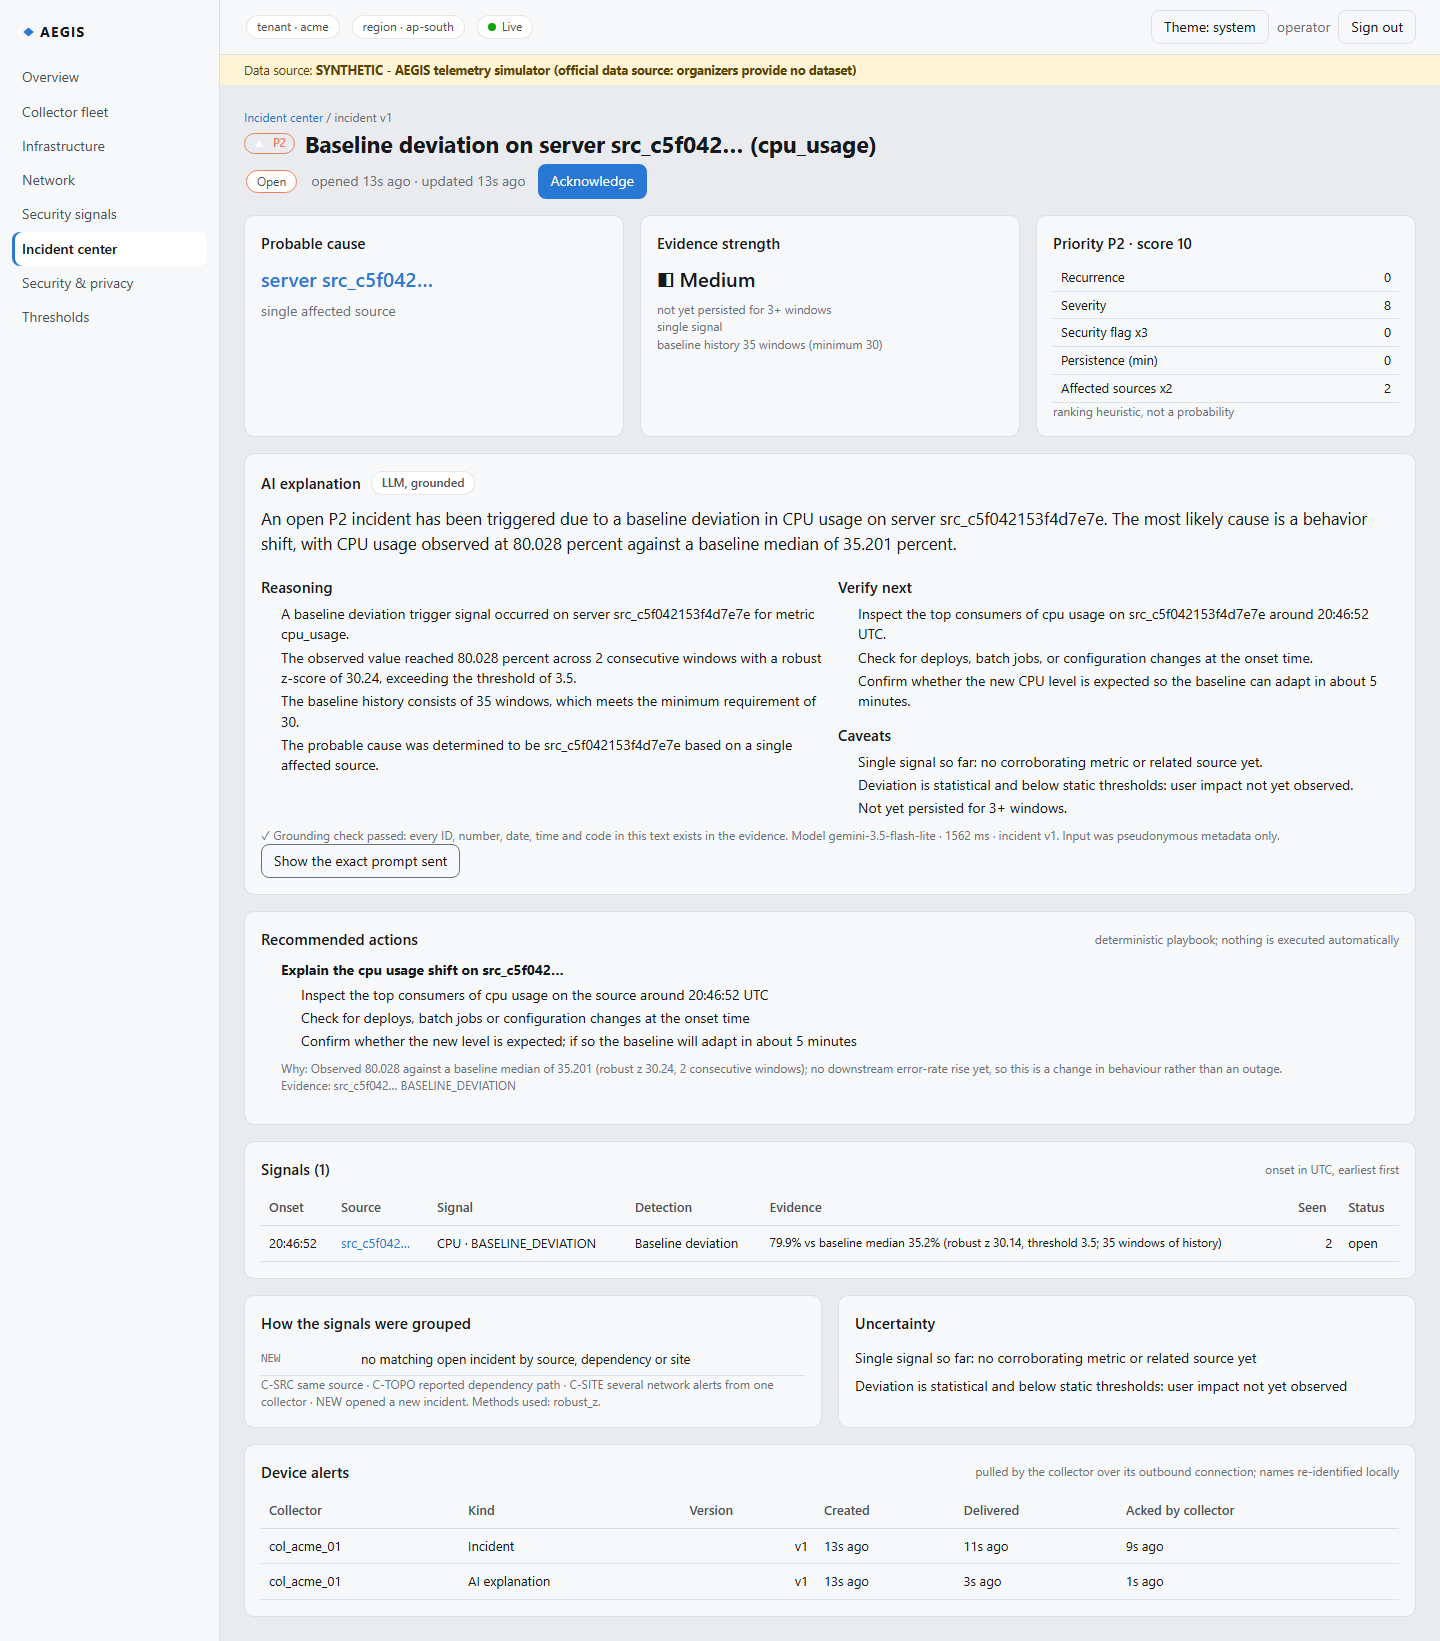 AEGIS
Overview
Collector fleet
Infrastructure
Network
Security signals
Incident center
Security & privacy
Thresholds
tenant · acme
region · ap-south
Live
Theme: system
operator
Sign out
Data source: SYNTHETIC - AEGIS telemetry simulator (official data source: organizers provide no dataset)
Incident center / incident v1
P2
Baseline deviation on server src_c5f042… (cpu_usage)
Open
opened 13s ago · updated 13s ago
Acknowledge
Probable cause
server src_c5f042…
single affected source
Evidence strength
Medium
not yet persisted for 3+ windows
single signal
baseline history 35 windows (minimum 30)
Priority P2 · score 10
Recurrence 0
Severity 8
Security flag x3 0
Persistence (min) 0
Affected sources x2 2
ranking heuristic, not a probability
AI explanation
LLM, grounded
An open P2 incident has been triggered due to a baseline deviation in CPU usage on server src_c5f042153f4d7e7e. The most likely cause is a behavior
shift, with CPU usage observed at 80.028 percent against a baseline median of 35.201 percent.
Reasoning
A baseline deviation trigger signal occurred on server src_c5f042153f4d7e7e for metric
cpu_usage.
The observed value reached 80.028 percent across 2 consecutive windows with a robust
z-score of 30.24, exceeding the threshold of 3.5.
The baseline history consists of 35 windows, which meets the minimum requirement of
30.
The probable cause was determined to be src_c5f042153f4d7e7e based on a single
affected source.
Verify next
Inspect the top consumers of cpu usage on src_c5f042153f4d7e7e around 20:46:52
UTC.
Check for deploys, batch jobs, or configuration changes at the onset time.
Confirm whether the new CPU level is expected so the baseline can adapt in about 5
minutes.
Caveats
Single signal so far: no corroborating metric or related source yet.
Deviation is statistical and below static thresholds: user impact not yet observed.
Not yet persisted for 3+ windows.
✓ Grounding check passed: every ID, number, date, time and code in this text exists in the evidence. Model gemini-3.5-flash-lite · 1562 ms · incident v1. Input was pseudonymous metadata only.
Show the exact prompt sent
Recommended actions
deterministic playbook; nothing is executed automatically
Explain the cpu usage shift on src_c5f042…
Inspect the top consumers of cpu usage on the source around 20:46:52 UTC
Check for deploys, batch jobs or configuration changes at the onset time
Confirm whether the new level is expected; if so the baseline will adapt in about 5 minutes
Why: Observed 80.028 against a baseline median of 35.201 (robust z 30.24, 2 consecutive windows); no downstream error-rate rise yet, so this is a change in behaviour rather than an outage.
Evidence: src_c5f042… BASELINE_DEVIATION
Signals (1)
onset in UTC, earliest first
Onset Source Signal Detection Evidence Seen Status
20:46:52 src_c5f042… CPU · BASELINE_DEVIATION Baseline deviation 79.9% vs baseline median 35.2% (robust z 30.14, threshold 3.5; 35 windows of history) 2 open
How the signals were grouped
NEW no matching open incident by source, dependency or site
C-SRC same source · C-TOPO reported dependency path · C-SITE several network alerts from one
collector · NEW opened a new incident. Methods used: robust_z.
Uncertainty
Single signal so far: no corroborating metric or related source yet
Deviation is statistical and below static thresholds: user impact not yet observed
Device alerts
pulled by the collector over its outbound connection; names re-identified locally
Collector Kind Version Created Delivered Acked by collector
col_acme_01 Incident v1 13s ago 11s ago 9s ago
col_acme_01 AI explanation v1 13s ago 3s ago 1s ago